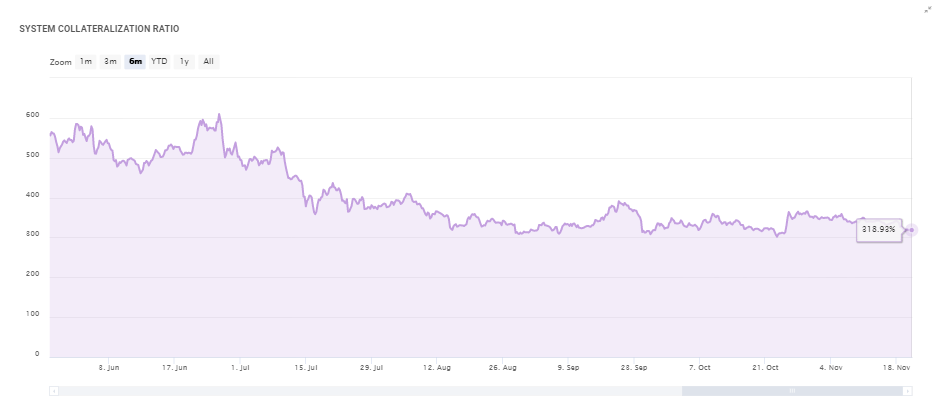 SYSTEM COLLATERALIZATION RATIO
Zoom 1m 3m 6m YTD 1y All
600
500
400
300
200
100
0
318.93%
3. Jun 17. Jun 1. Jul 15. Jul 29. Jul 12. Aug 26. Aug 9. Sep 23. Sep 7. Oct 21. Oct 4. Nov 18. Nov